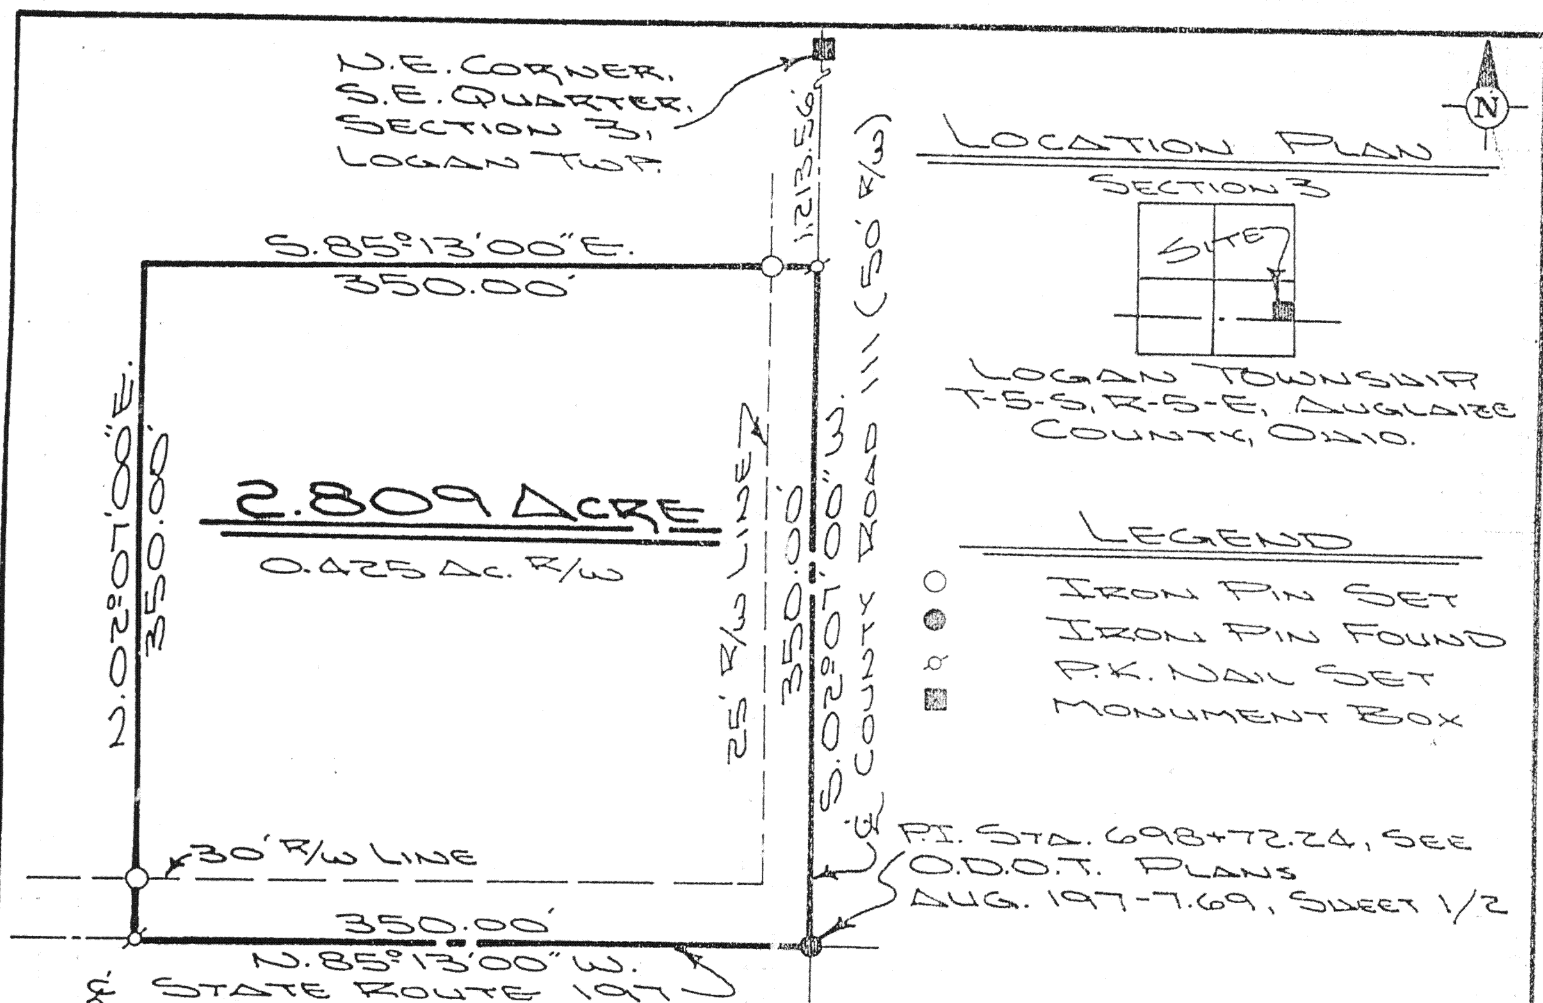 N.E. CORNER,
S.E. QUARTER,
SECTION 3,
LOGAN TWP.
1,213.56'
N
LOCATION PLAN
SECTION 3
SITE
LOGAN TOWNSHIP
T-5-S, R-5-E, AUGLAIZE
COUNTY, OHIO.
S. 85°13'00" E.
350.00'
N. 02°07'00" E.
350.00'
2.809 ACRE
0.425 AC. R/W
25' R/W LINE
350.00'
S. 02°07'00" W.
℄ COUNTY ROAD 111 (50' R/W)
LEGEND
IRON PIN SET
IRON PIN FOUND
P.K. NAIL SET
MONUMENT BOX
30' R/W LINE
P.I. STA. 698+72.24, SEE
O.D.O.T. PLANS
AUG. 197-7.69, SHEET 1/2
350.00'
N. 85°13'00" W.
℄ STATE ROUTE 197